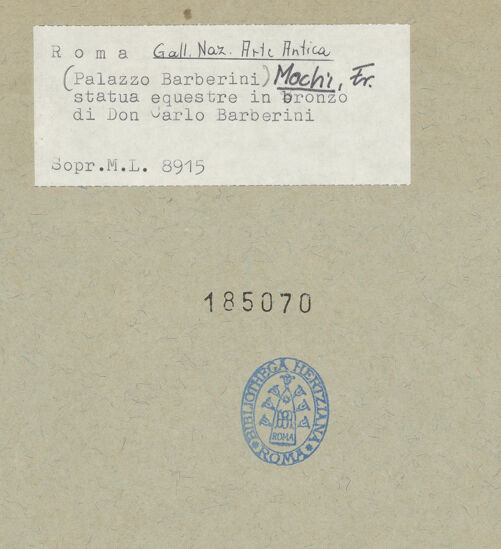 Roma Gall. Naz. Arte Antica
(Palazzo Barberini) Mochi, Fr.
statua equestre in bronzo
di Don Carlo Barberini
Sopr.M.L. 8915
185070
BIBLIOTHECA HERTZIANA
ROMA
ROMA